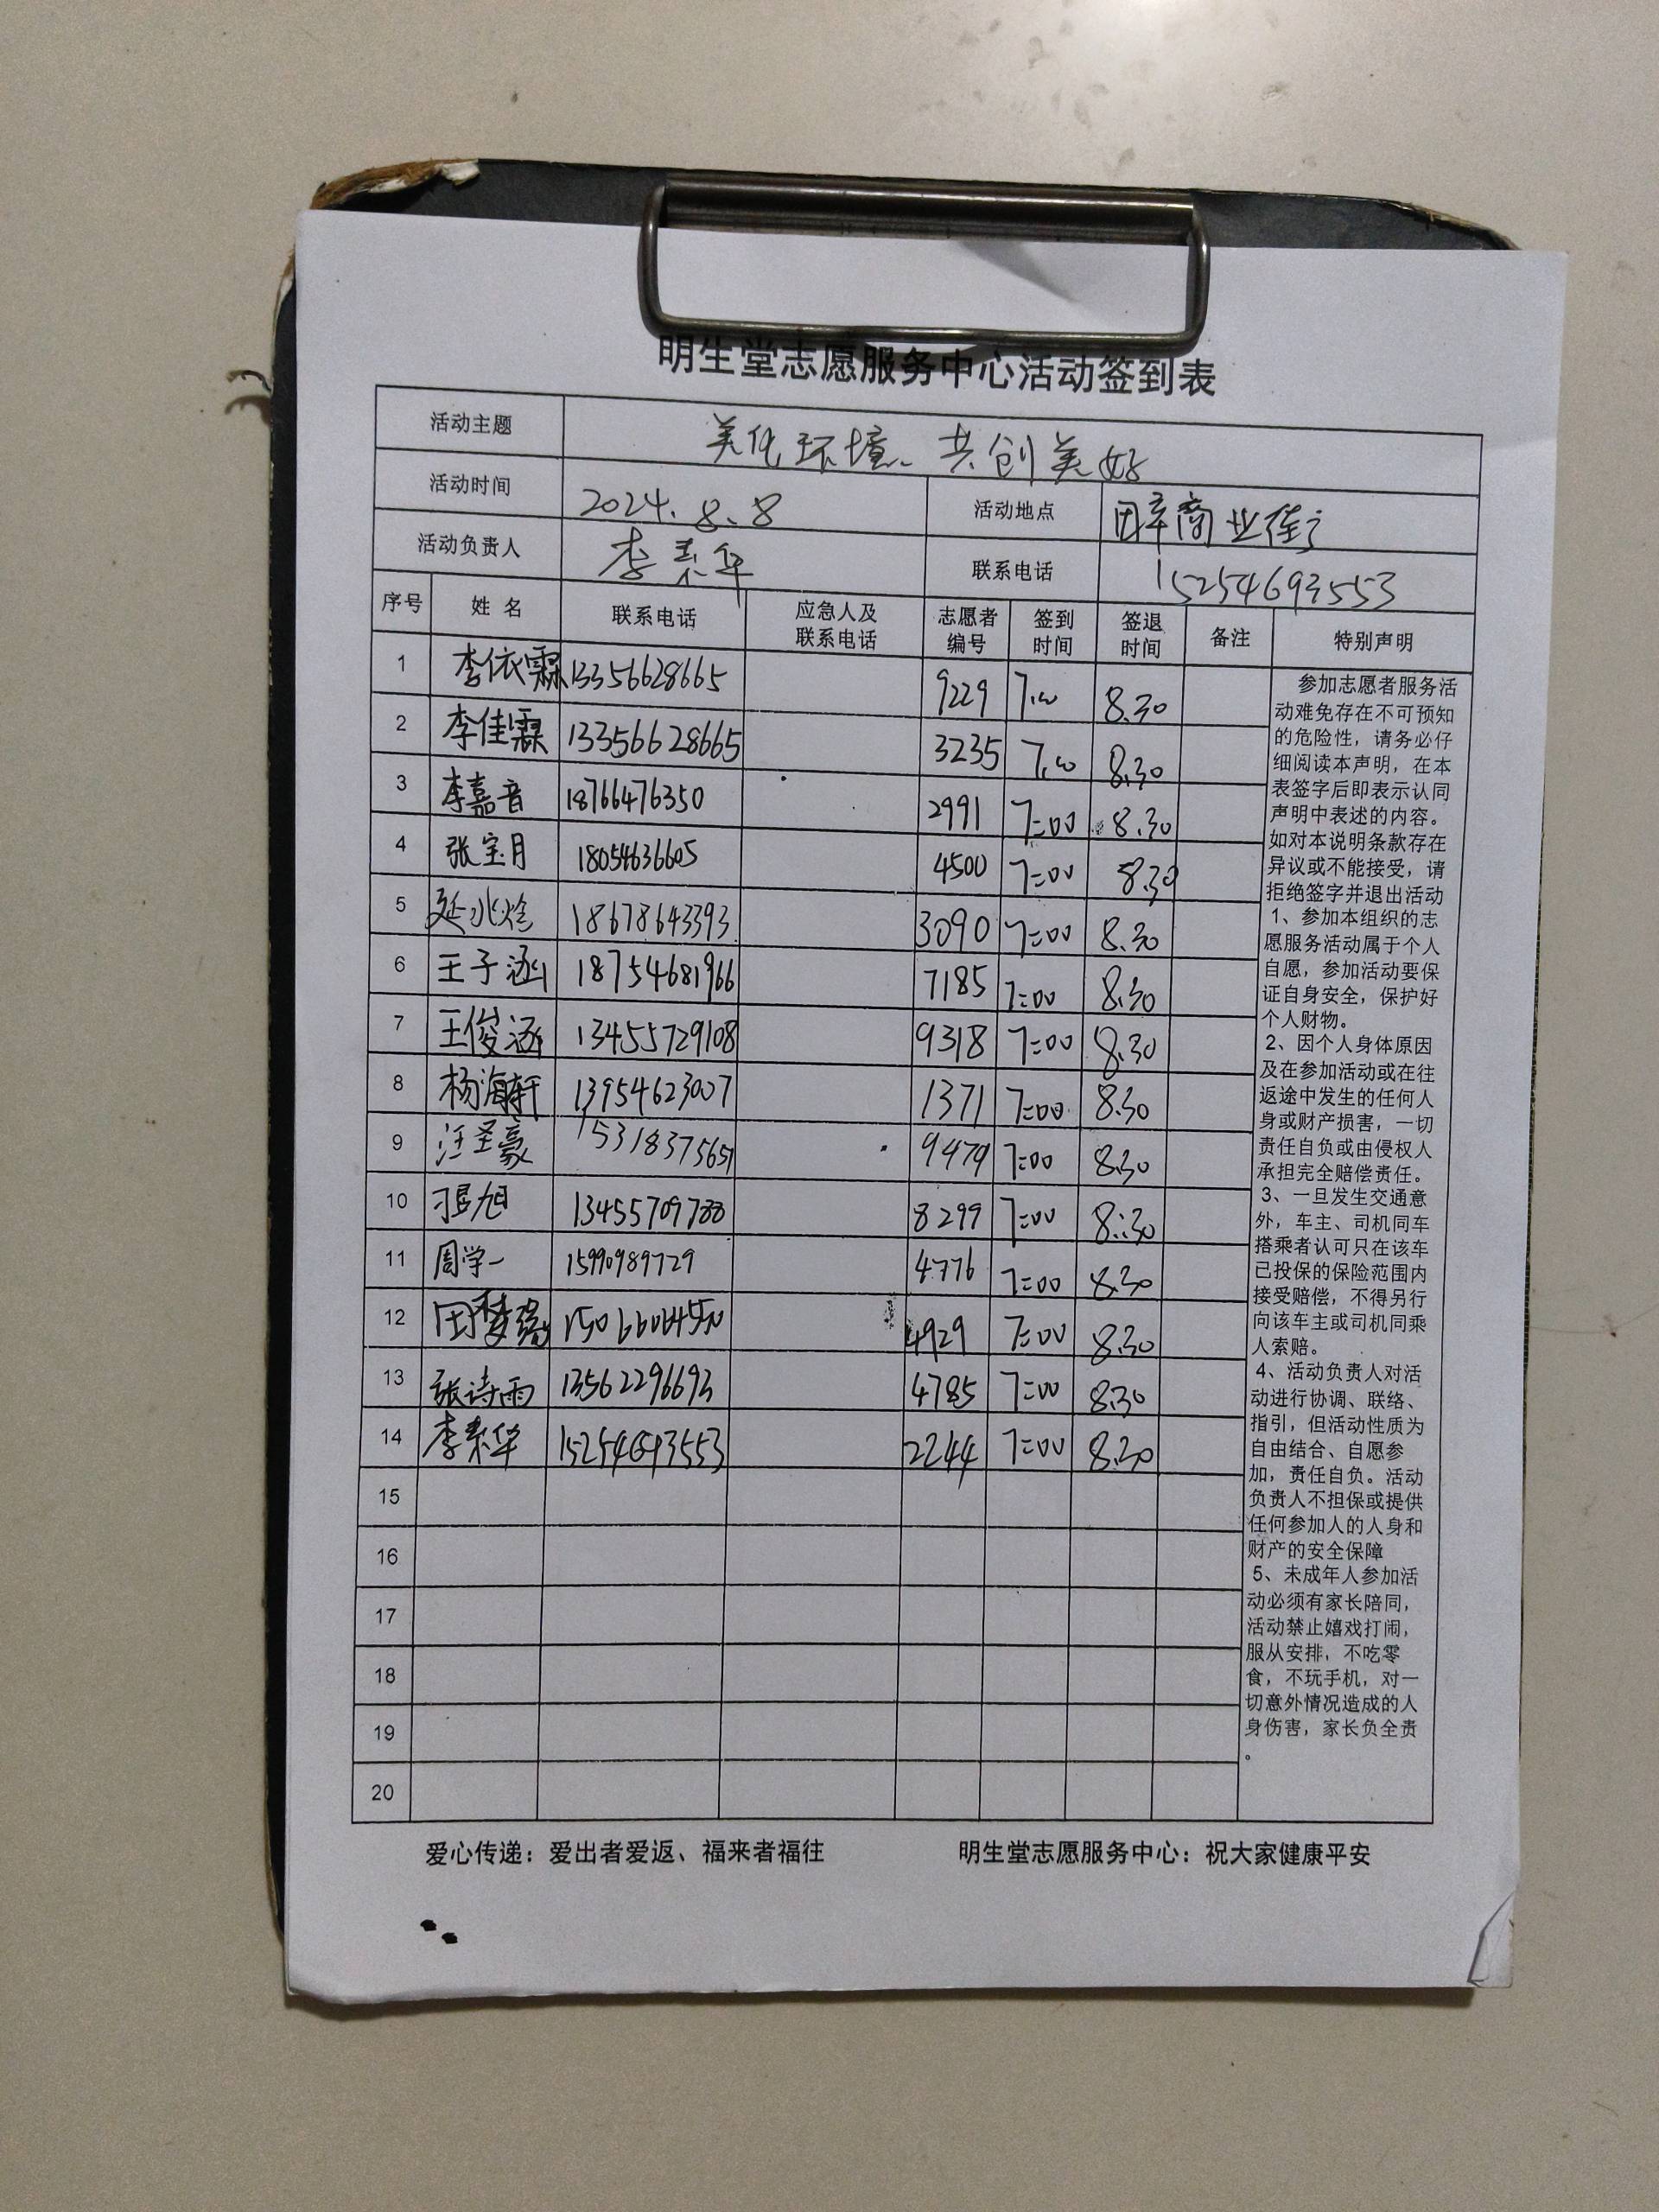 明生堂志愿服务中心活动签到表
活动主题 美化环境、共创美好
活动时间 2024.8.8 活动地点 商业街
活动负责人 李素华 联系电话 15254693553
序号 姓名 联系电话 应急人及联系电话 志愿者编号 签到时间 签退时间 备注 特别声明
1 李依霖 13356628665 9229 7.00 8.30
2 李佳霖 13356628665 3235 7.00 8.30
3 李嘉音 18766476350 2991 7:00 8.30
4 张宝月 18054636605 4500 7:00 8.30
5 18678643393 3090 7:00 8.30
6 王子涵 18754681966 7185 7:00 8.30
7 王俊涵 13455729108 9318 7:00 8.30
8 杨海轩 13954623007 1371 7:00 8.30
9 汪圣豪 15318375651 9479 7:00 8.30
10 8299 7:00 8:30
11 周学一 15990989729 4776 7:00 8.30
12 田梦缘 4929 7:00 8.30
13 张诗雨 13562296693 4785 7:00 8.30
14 李素华 15254693553 2244 7:00 8.30
15
16
17
18
19
20
参加志愿者服务活
动难免存在不可预知
的危险性，请务必仔
细阅读本声明，在本
表签字后即表示认同
声明中表述的内容。
如对本说明条款存在
异议或不能接受，请
拒绝签字并退出活动
1、参加本组织的志
愿服务活动属于个人
自愿，参加活动要保
证自身安全，保护好
个人财物。
2、因个人身体原因
及在参加活动或在往
返途中发生的任何人
身或财产损害，一切
责任自负或由侵权人
承担完全赔偿责任。
3、一旦发生交通意
外，车主、司机同车
搭乘者认可只在该车
已投保的保险范围内
接受赔偿，不得另行
向该车主或司机同乘
人索赔。
4、活动负责人对活
动进行协调、联络、
指引，但活动性质为
自由结合、自愿参
加，责任自负。活动
负责人不担保或提供
任何参加人的人身和
财产的安全保障
5、未成年人参加活
动必须有家长陪同，
活动禁止嬉戏打闹，
服从安排，不吃零
食，不玩手机，对一
切意外情况造成的人
身伤害，家长负全责
。
爱心传递：爱出者爱返、福来者福往 明生堂志愿服务中心：祝大家健康平安